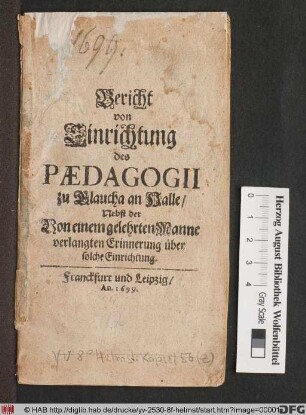 1699.
Bericht
von
Einrichtung
des
PÆDAGOGII
zu Glaucha an Halle/
Nebst der
Von einem gelehrten Manne
verlangten Erinnerung über
solche Einrichtung.
Franckfurt und Leipzig/
An. 1699.
Herzog August Bibliothek Wolfenbüttel
Gray Scale
© HAB http://diglib.hab.de/drucke/yv-2530-8f-helmst/start.htm?image=00001